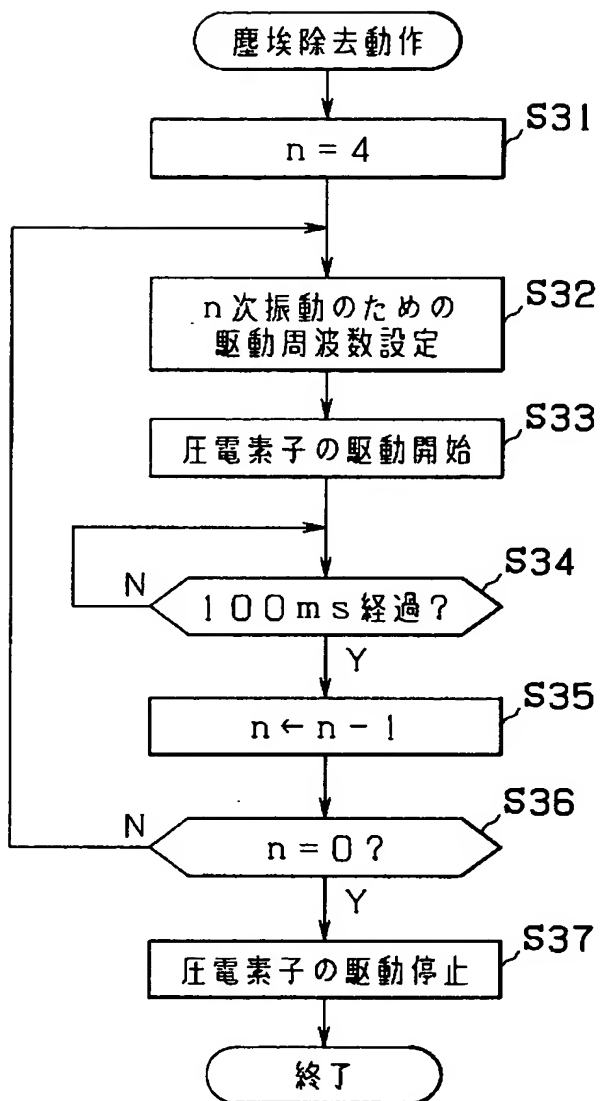 塵埃除去動作
S31
n=4
S32
n次振動のための
駆動周波数設定
S33
圧電素子の駆動開始
S34
N
100ms経過?
Y
S35
n←n-1
S36
N
n=0?
Y
S37
圧電素子の駆動停止
終了